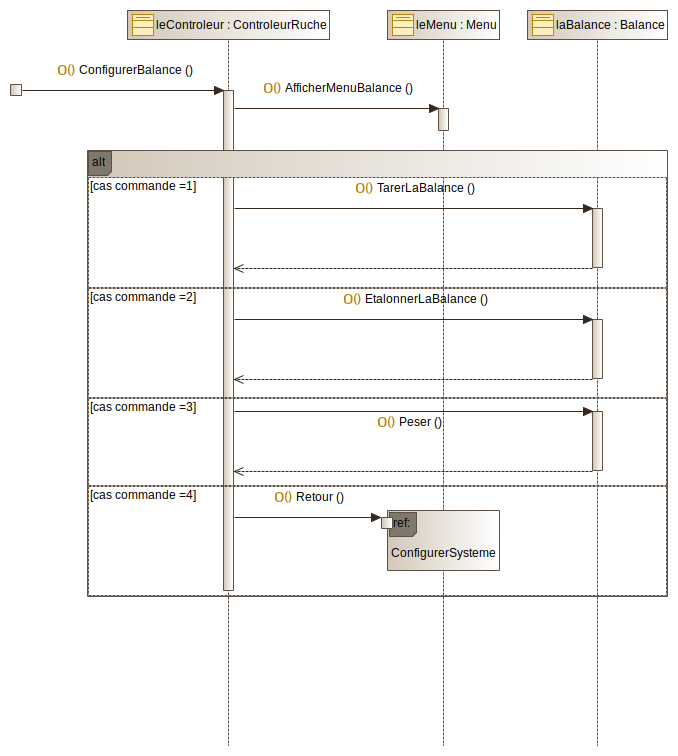 leControleur : ControleurRuche
leMenu : Menu
laBalance : Balance
O() ConfigurerBalance ()
O() AfficherMenuBalance ()
alt
[cas commande =1]
O() TarerLaBalance ()
[cas commande =2]
O() EtalonnerLaBalance ()
[cas commande =3]
O() Peser ()
[cas commande =4]
O() Retour ()
ref:
ConfigurerSysteme